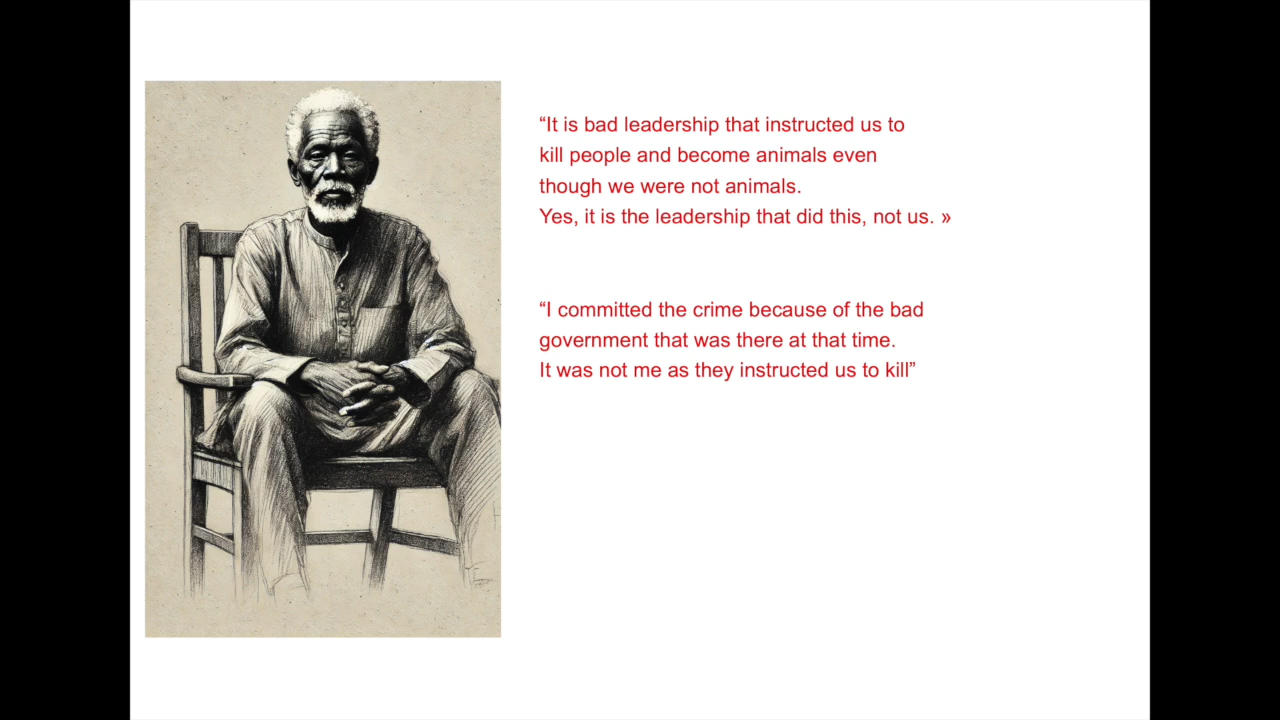 “It is bad leadership that instructed us to
kill people and become animals even
though we were not animals.
Yes, it is the leadership that did this, not us. »
“I committed the crime because of the bad
government that was there at that time.
It was not me as they instructed us to kill”